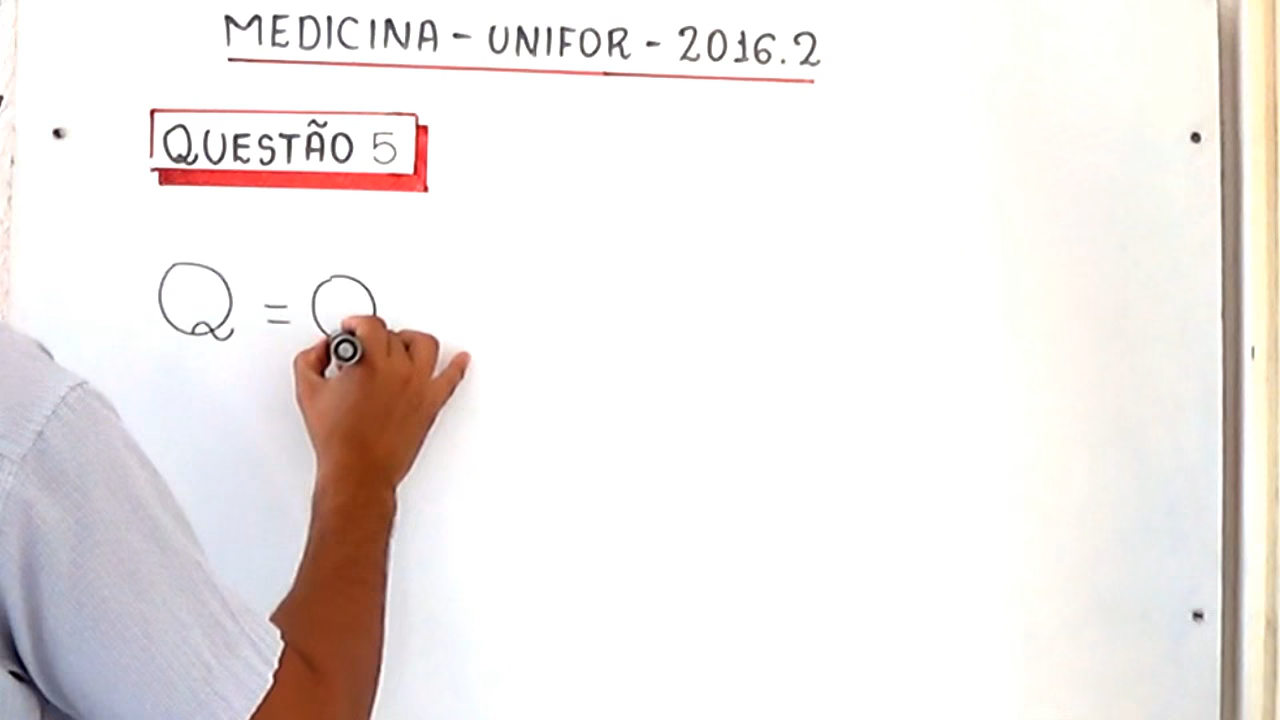 MEDICINA - UNIFOR - 2016.2
QUESTÃO 5
Q =